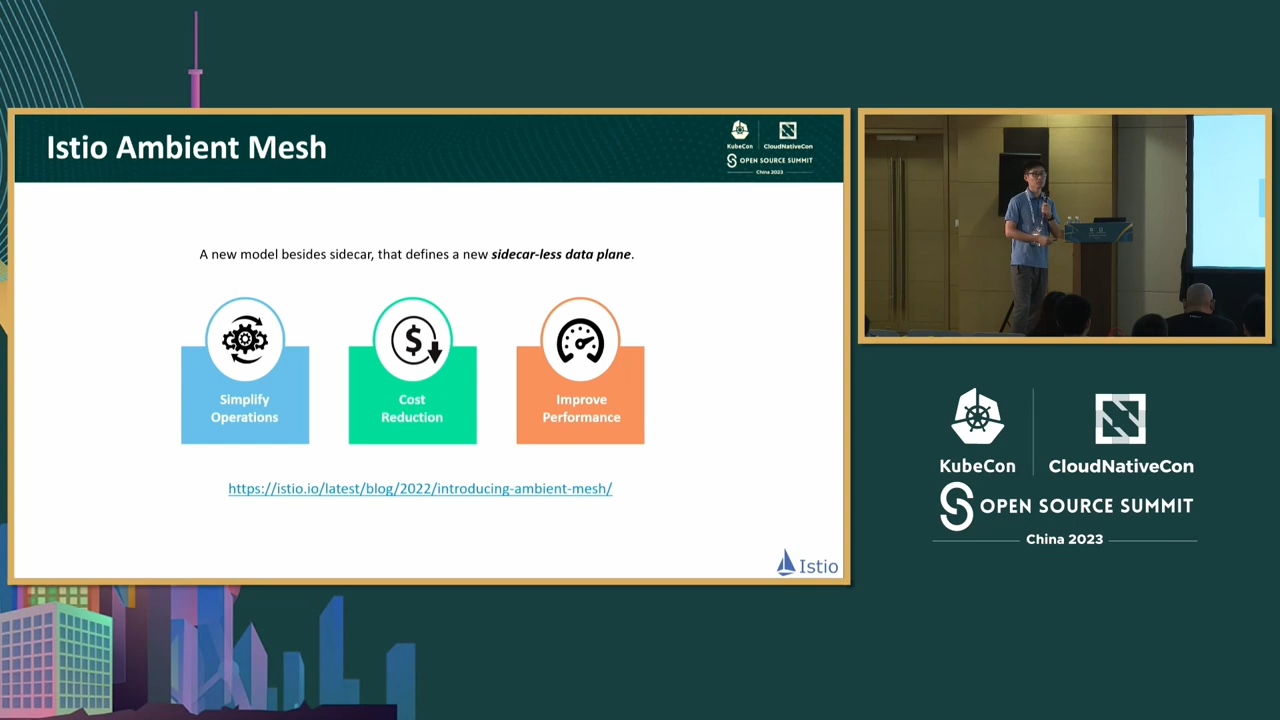 Istio Ambient Mesh
KubeCon
CloudNativeCon
OPEN SOURCE SUMMIT
China 2023
A new model besides sidecar, that defines a new sidecar-less data plane.
Simplify
Operations
Cost
Reduction
Improve
Performance
https://istio.io/latest/blog/2022/introducing-ambient-mesh/
Istio
KubeCon
CloudNativeCon
OPEN SOURCE SUMMIT
China 2023